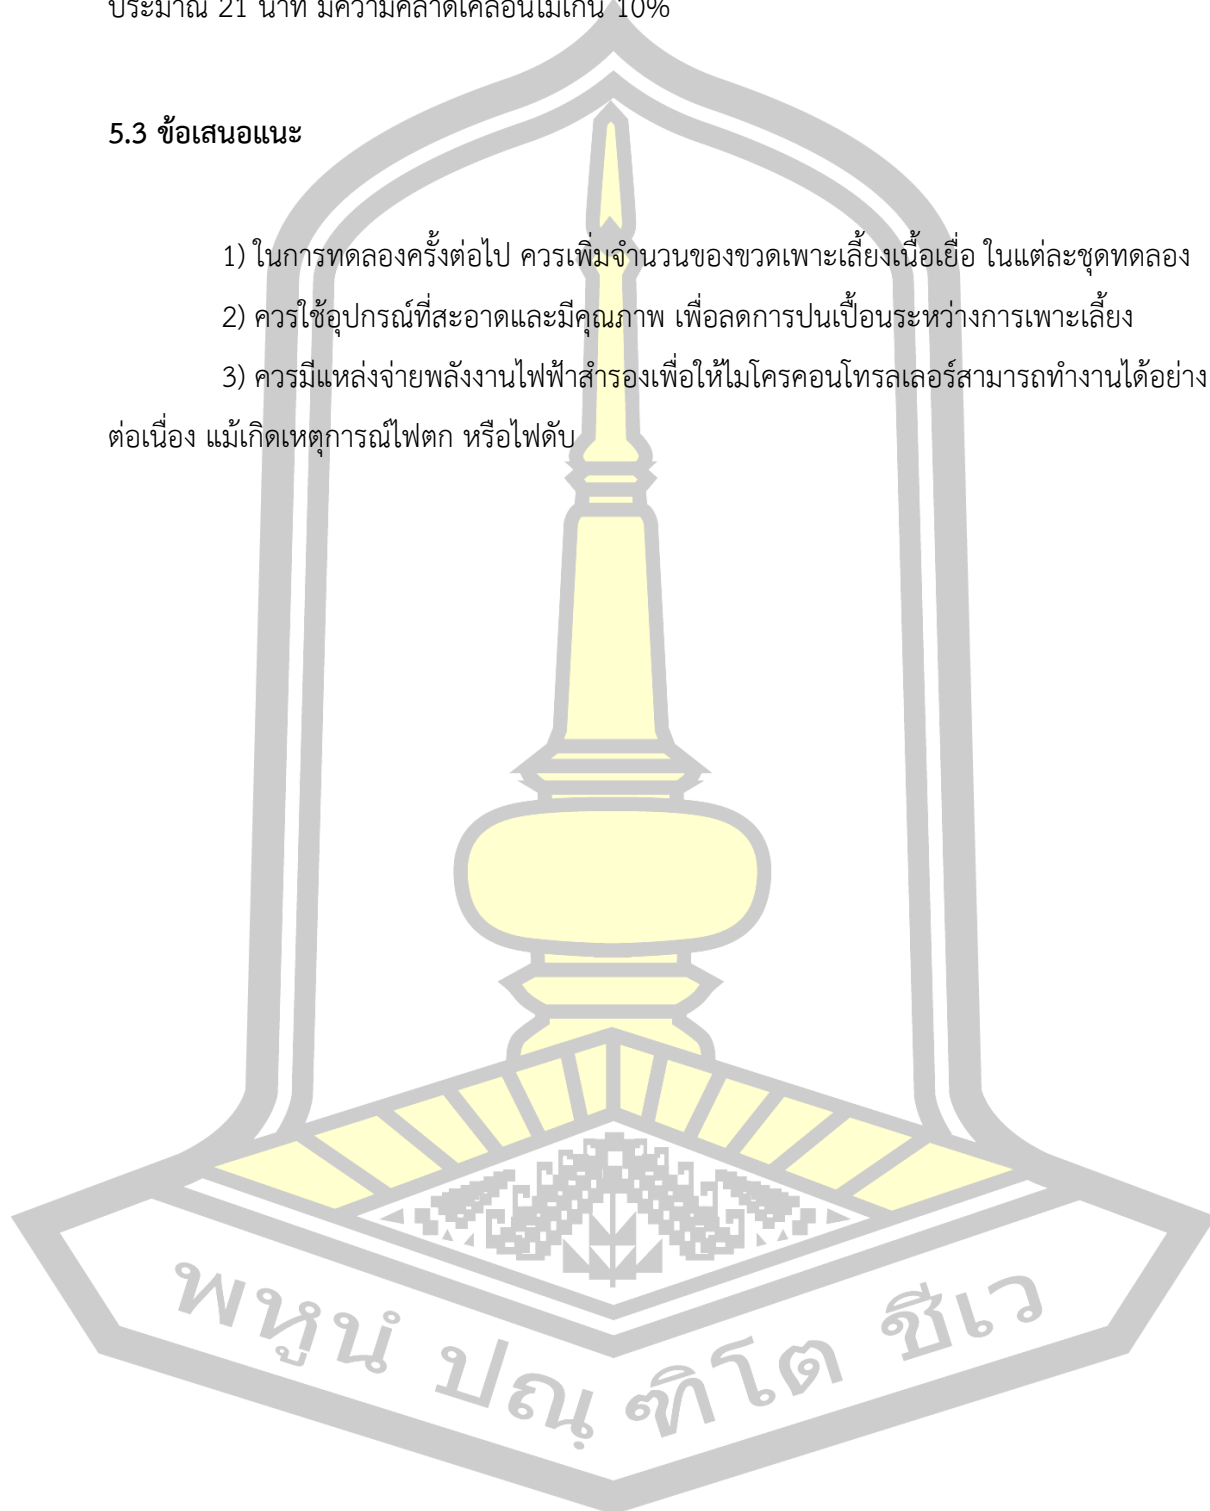 ประมาณ 21 นาที มีความคลาดเคลื่อนไม่เกิน 10%
5.3 ข้อเสนอแนะ
1) ในการทดลองครั้งต่อไป ควรเพิ่มจำนวนของขวดเพาะเลี้ยงเนื้อเยื่อ ในแต่ละชุดทดลอง
2) ควรใช้อุปกรณ์ที่สะอาดและมีคุณภาพ เพื่อลดการปนเปื้อนระหว่างการเพาะเลี้ยง
3) ควรมีแหล่งจ่ายพลังงานไฟฟ้าสำรองเพื่อให้ไมโครคอนโทรลเลอร์สามารถทำงานได้อย่าง
ต่อเนื่อง แม้เกิดเหตุการณ์ไฟตก หรือไฟดับ
พหูนํ ปณฺฑิโต ชีเว